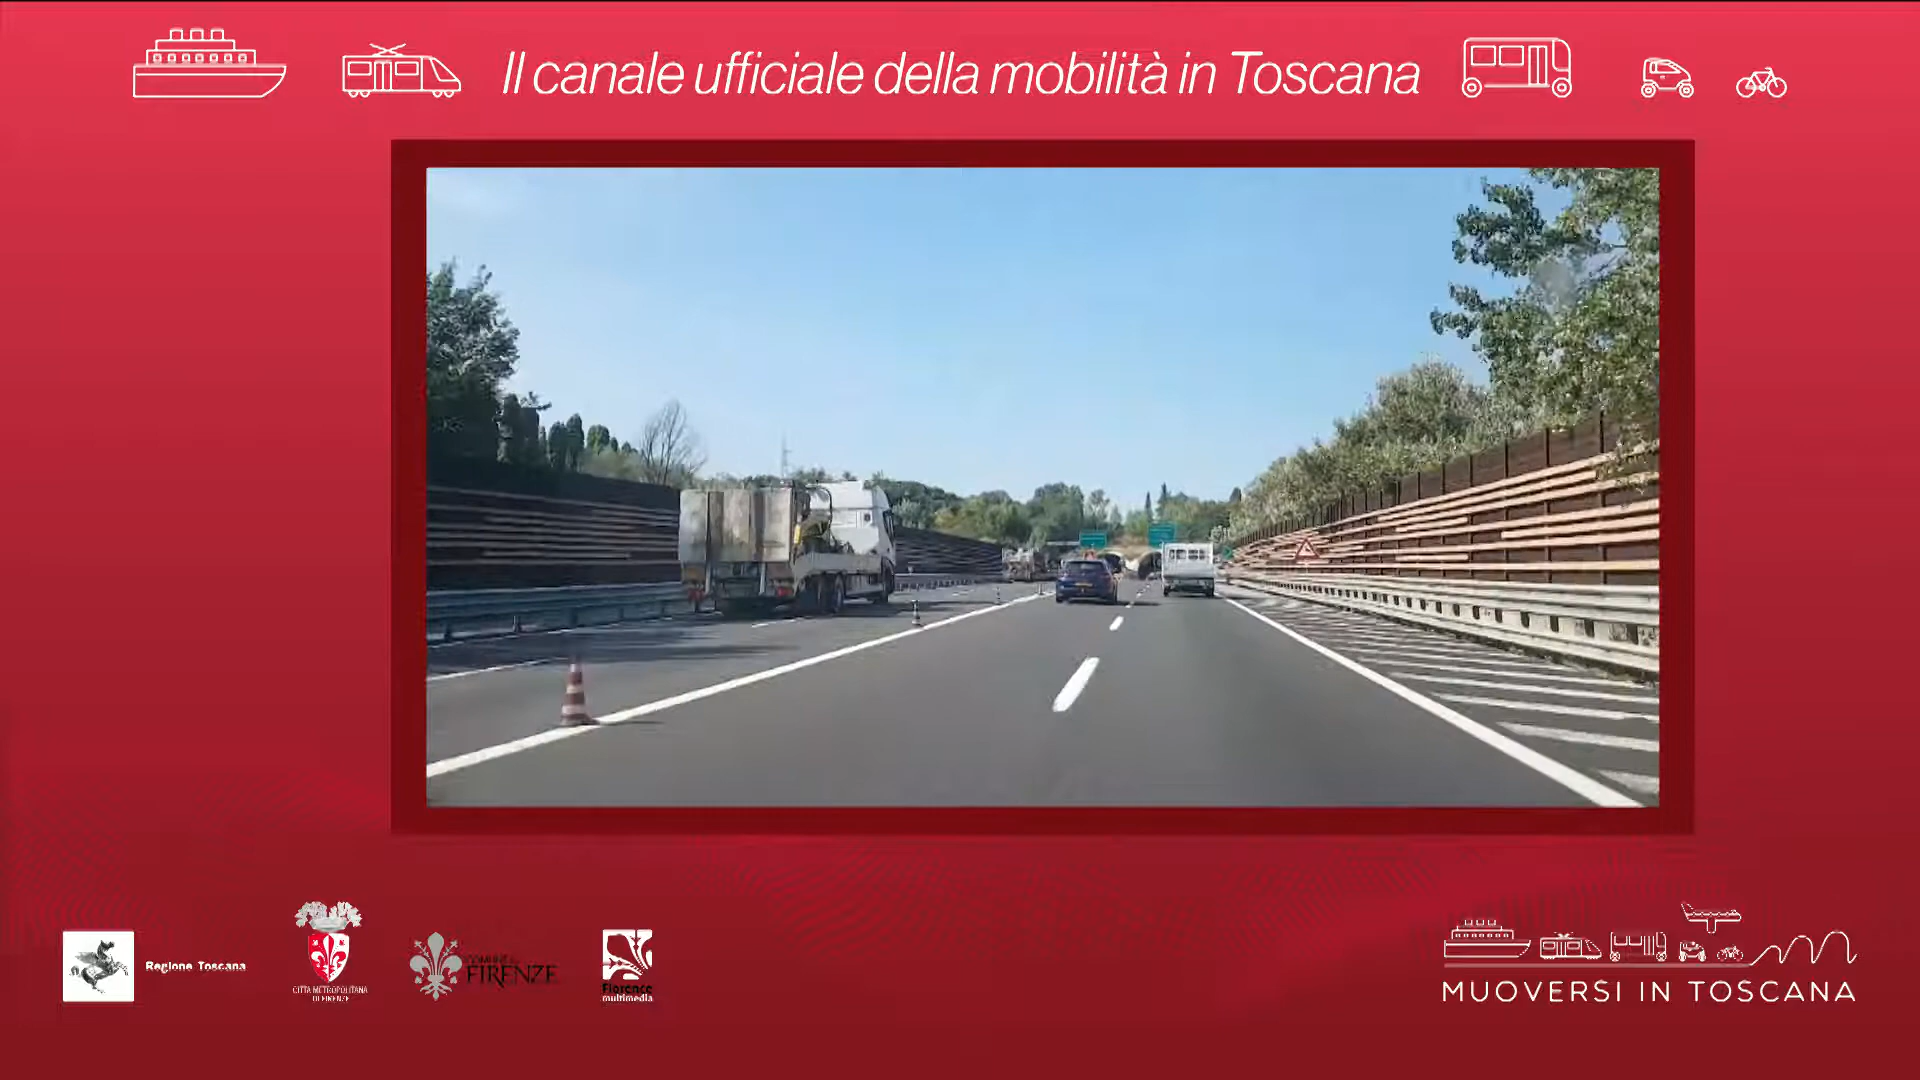 Il canale ufficiale della mobilità in Toscana
Regione Toscana
CITTÀ METROPOLITANA
DI FIRENZE
COMUNE DI
FIRENZE
Florence
multimedia
MUOVERSI IN TOSCANA